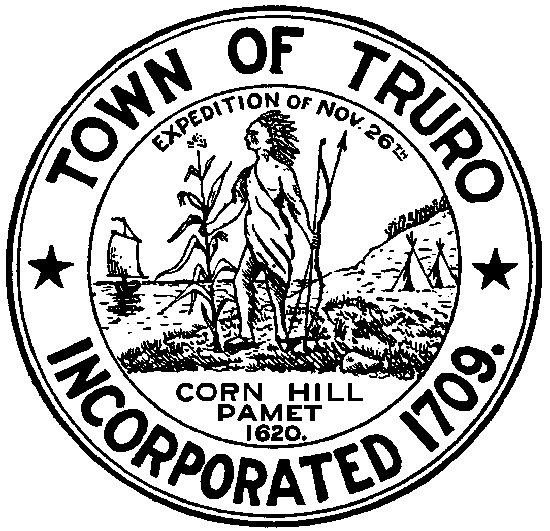 TOWN OF TRURO
EXPEDITION OF NOV. 26TH
CORN HILL
PAMET
1620.
INCORPORATED 1709.